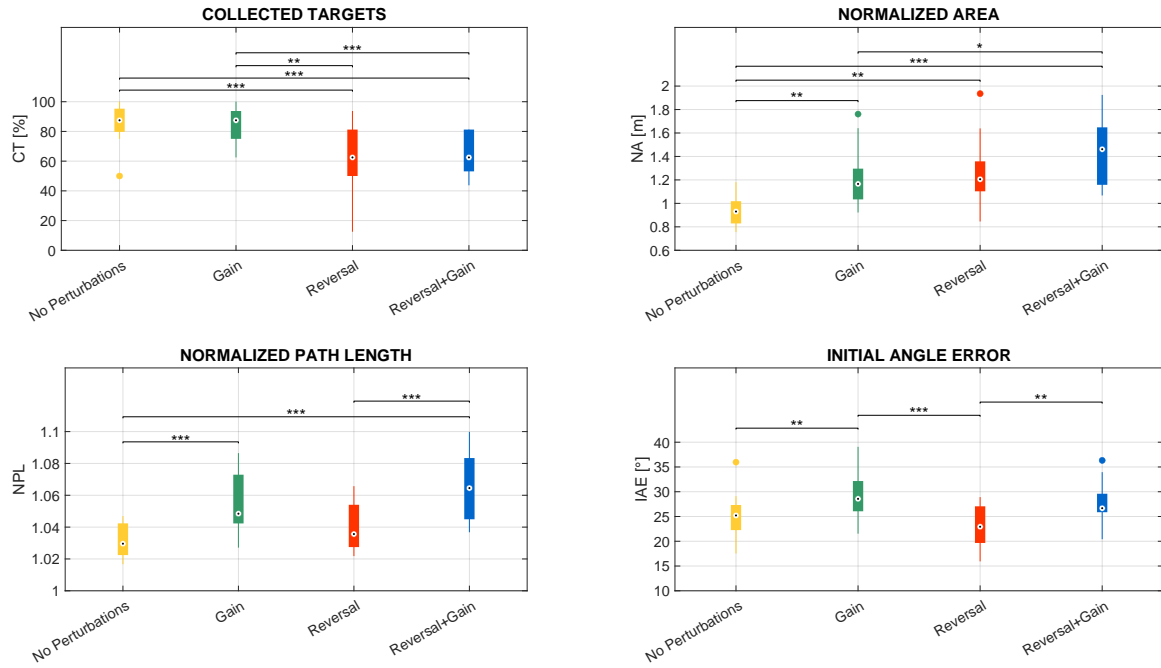 COLLECTED TARGETS
***
**
***
***
100
80
60
40
20
0
CT [%]
No Perturbations
Gain
Reversal
Reversal+Gain
NORMALIZED AREA
*
***
**
**
2
1.8
1.6
1.4
1.2
1
0.8
0.6
NA [m]
No Perturbations
Gain
Reversal
Reversal+Gain
NORMALIZED PATH LENGTH
***
***
***
1.1
1.08
1.06
1.04
1.02
1
NPL
No Perturbations
Gain
Reversal
Reversal+Gain
INITIAL ANGLE ERROR
**
***
**
40
35
30
25
20
15
10
IAE [°]
No Perturbations
Gain
Reversal
Reversal+Gain